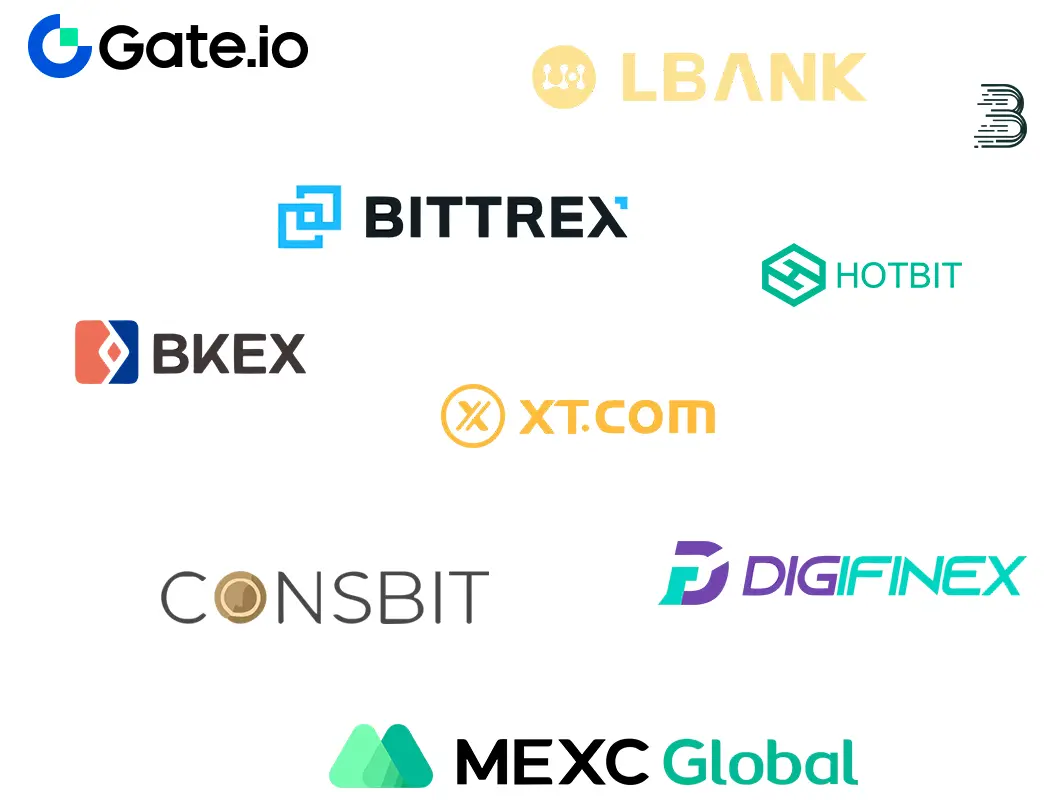 Gate.io
LBANK
B
BITTREX
HOTBIT
BKEX
XT.COM
CONSBIT
DIGIFINEX
MEXC Global